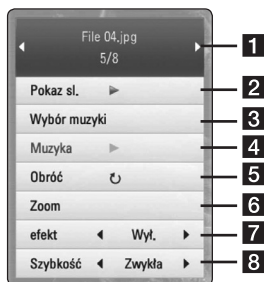 File 04.jpg 1
5/8
Pokaz sl. 2
Wybór muzyki 3
Muzyka 4
Obróć 5
Zoom 6
efekt Wył. 7
Szybkość Zwykła 8